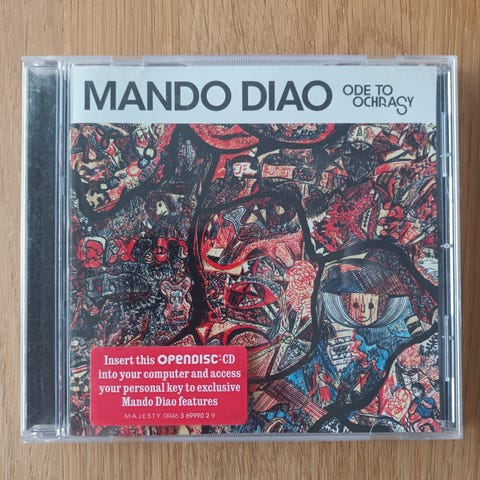 MANDO DIAO
ODE TO
OCHRASY
Insert this OPENDISC-CD
into your computer and access
your personal key to exclusive
Mando Diao features
MAJESTY 0946 3 69990 2 9